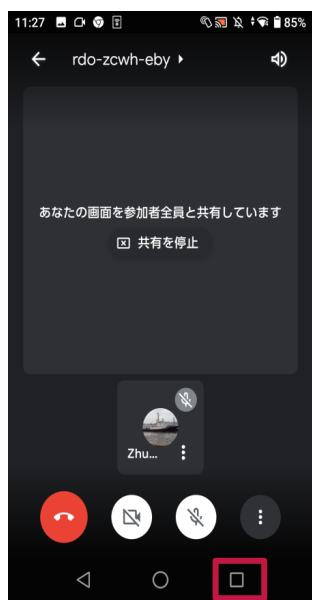 11:27
85%
rdo-zcwh-eby
あなたの画面を参加者全員と共有しています
共有を停止
Zhu...